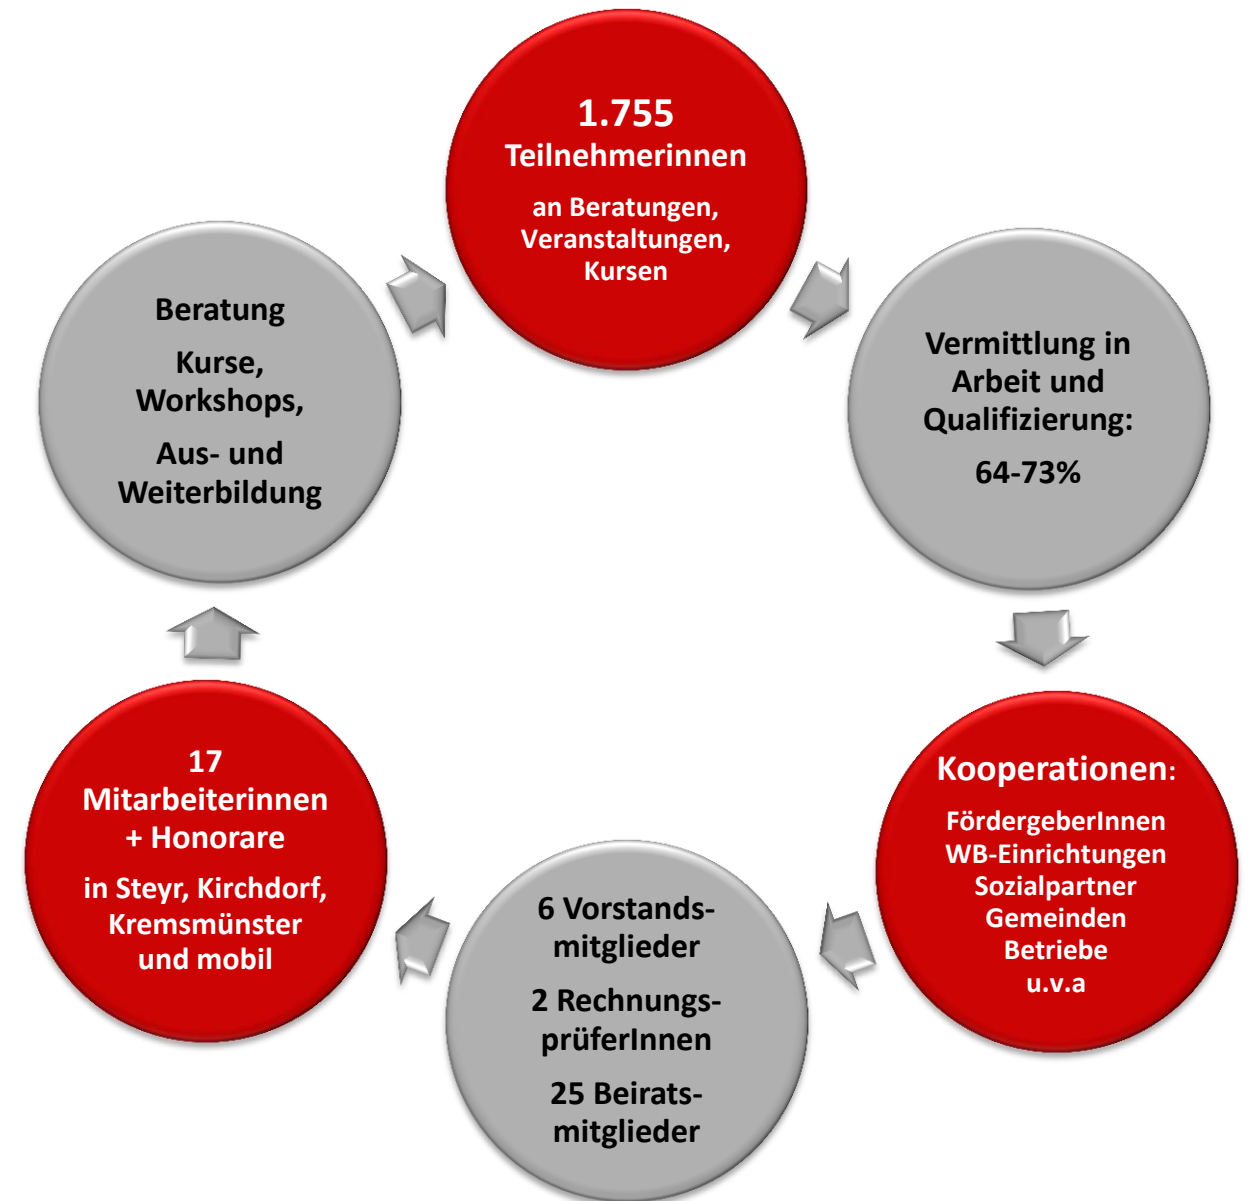 1.755
Teilnehmerinnen
an Beratungen,
Veranstaltungen,
Kursen
Vermittlung in
Arbeit und
Qualifizierung:
64-73%
Kooperationen:
FördergeberInnen
WB-Einrichtungen
Sozialpartner
Gemeinden
Betriebe
u.v.a
6 Vorstands-
mitglieder
2 Rechnungs-
prüferInnen
25 Beirats-
mitglieder
17
Mitarbeiterinnen
+ Honorare
in Steyr, Kirchdorf,
Kremsmünster
und mobil
Beratung
Kurse,
Workshops,
Aus- und
Weiterbildung